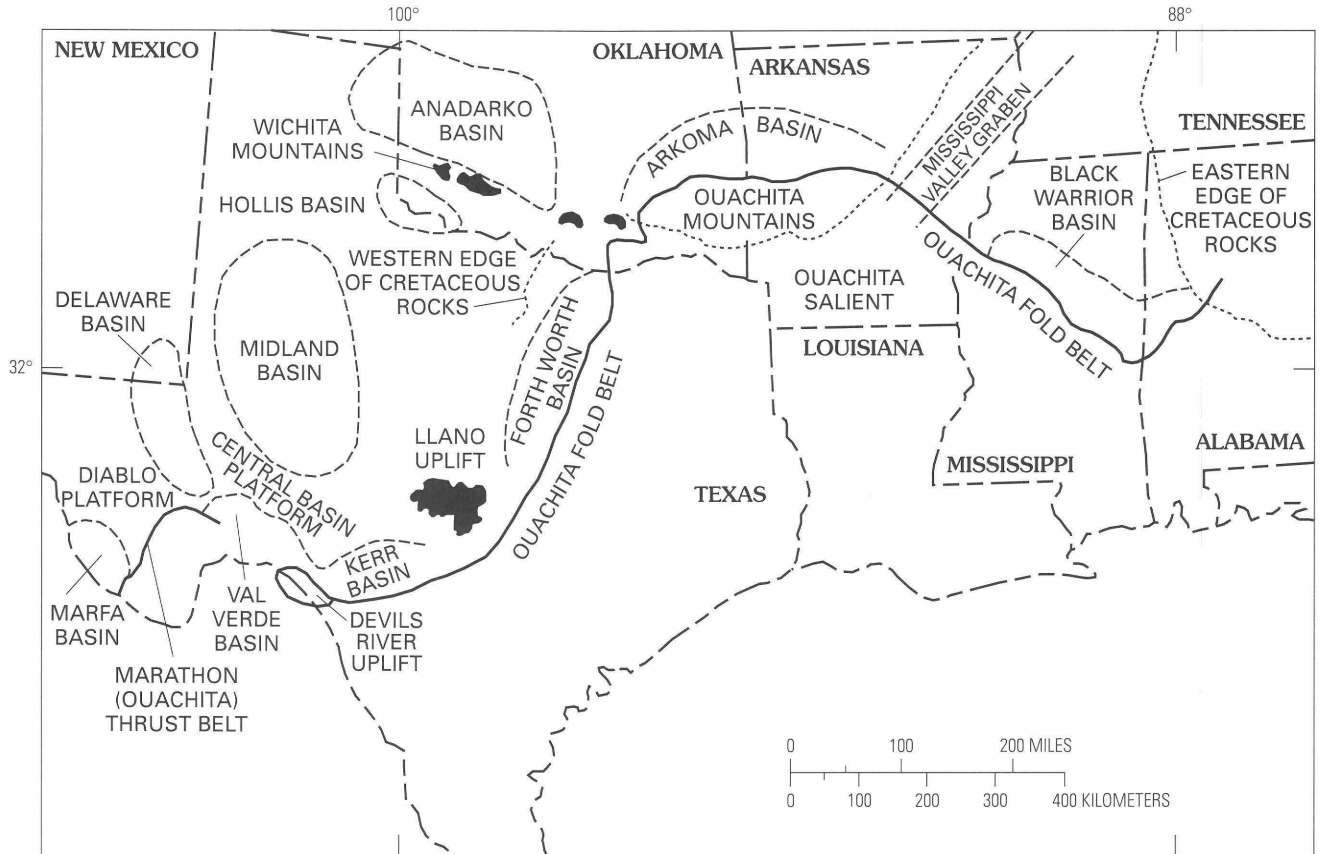 100°
88°
NEW MEXICO
OKLAHOMA
ARKANSAS
MISSISSIPPI
VALLEY GRABEN
TENNESSEE
ANADARKO
BASIN
WICHITA
MOUNTAINS
ARKOMA BASIN
HOLLIS BASIN
OUACHITA
MOUNTAINS
BLACK
WARRIOR
BASIN
EASTERN
EDGE OF
CRETACEOUS
ROCKS
WESTERN EDGE
OF CRETACEOUS
ROCKS
OUACHITA
SALIENT
OUACHITA FOLD BELT
DELAWARE
BASIN
MIDLAND
BASIN
LOUISIANA
32°
FORTH WORTH
BASIN
OUACHITA FOLD BELT
LLANO
UPLIFT
CENTRAL BASIN
PLATFORM
DIABLO
PLATFORM
TEXAS
MISSISSIPPI
ALABAMA
KERR
BASIN
MARFA
BASIN
VAL
VERDE
BASIN
DEVILS
RIVER
UPLIFT
MARATHON
(OUACHITA)
THRUST BELT
0 100 200 MILES
0 100 200 300 400 KILOMETERS